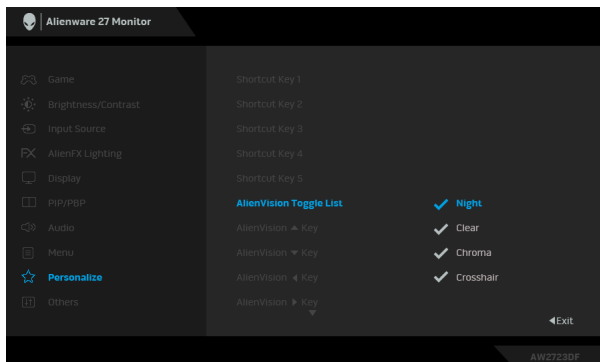 Alienware 27 Monitor
Game
Shortcut Key 1
Brightness/Contrast
Shortcut Key 2
Input Source
Shortcut Key 3
AlienFX Lighting
Shortcut Key 4
Display
Shortcut Key 5
PIP/PBP
AlienVision Toggle List
Night
Audio
AlienVision ▲ Key
Clear
Menu
AlienVision ▼ Key
Chroma
Personalize
AlienVision ◀ Key
Crosshair
Others
AlienVision ▶ Key
◀Exit
AW2723DF